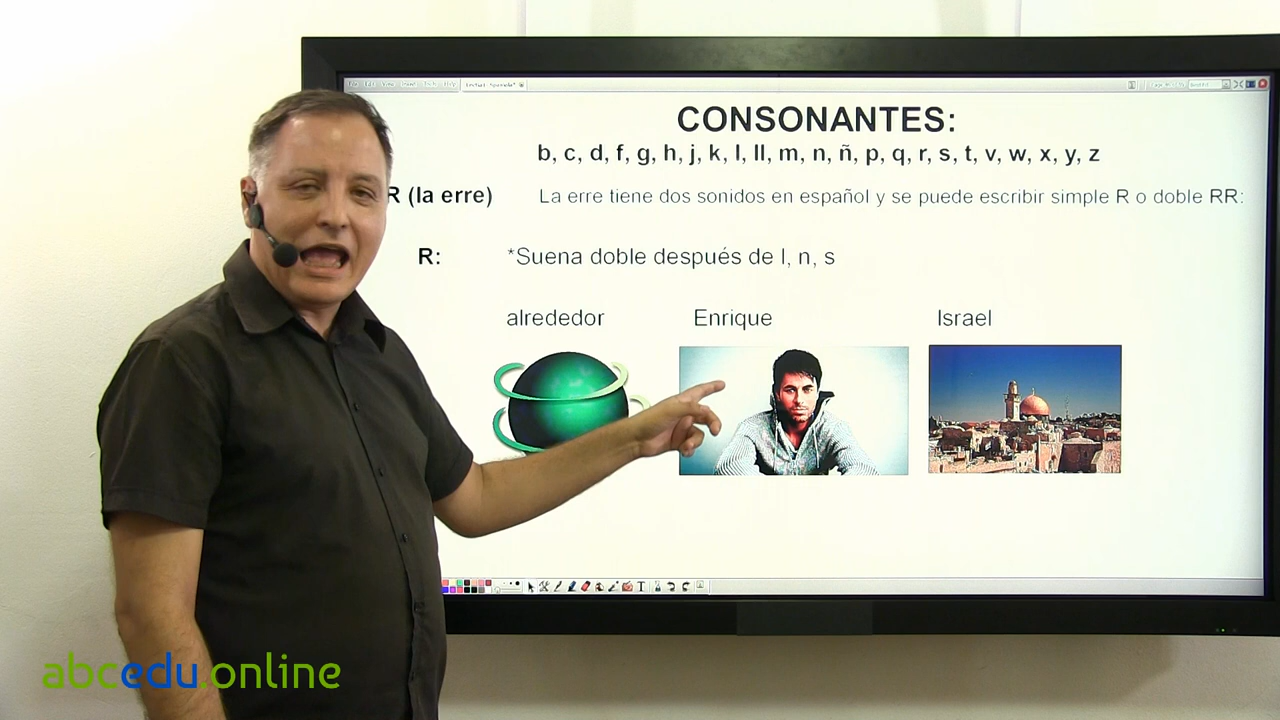 CONSONANTES:
b, c, d, f, g, h, j, k, l, ll, m, n, ñ, p, q, r, s, t, v, w, x, y, z
R (la erre) La erre tiene dos sonidos en español y se puede escribir simple R o doble RR:
R: *Suena doble después de l, n, s
alrededor Enrique Israel
abcedu.online